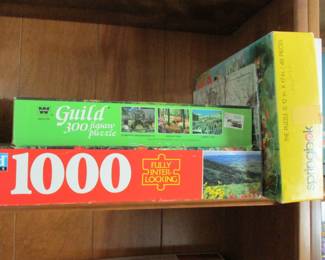 Guild
300 jigsaw
puzzle
1000
FULLY
INTER-
LOCKING
springbok